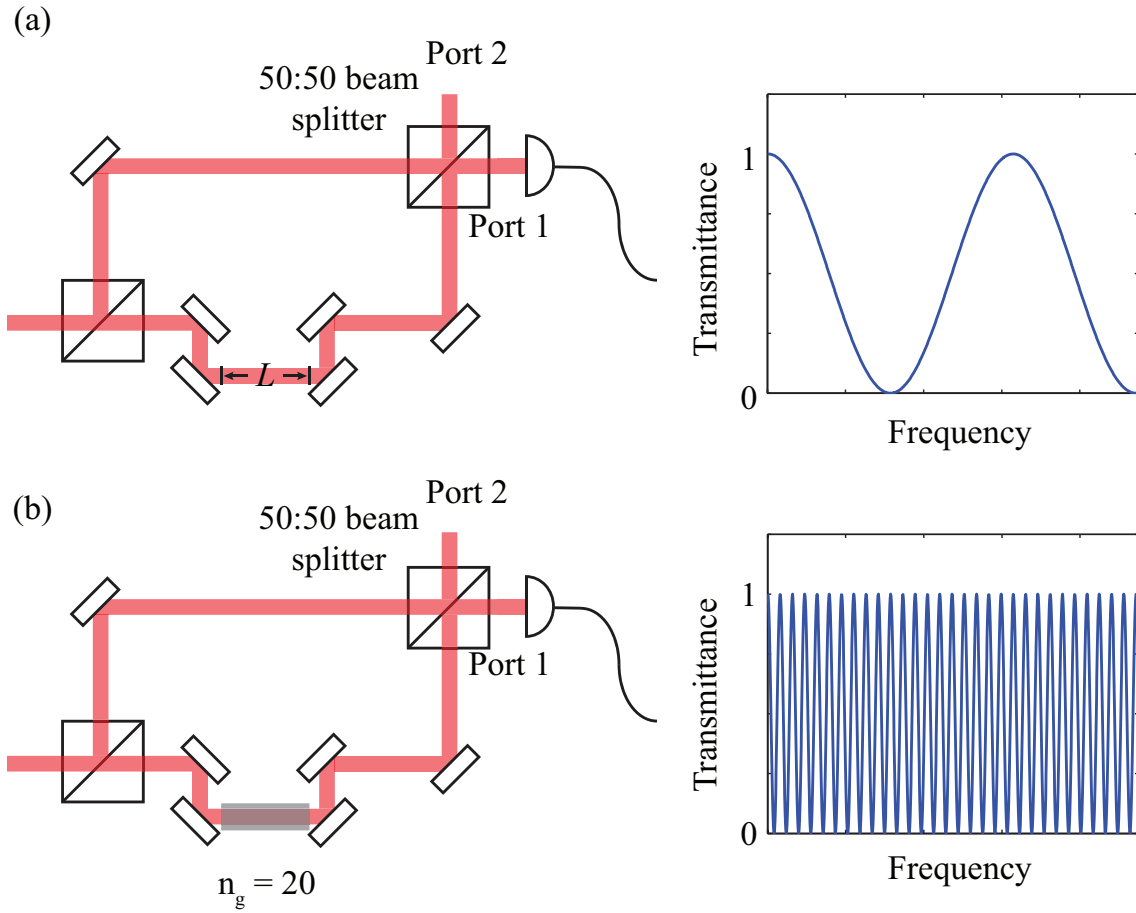 (a)
Port 2
50:50 beam
splitter
Port 1
L
Transmittance
1
0
Frequency
(b)
Port 2
50:50 beam
splitter
Port 1
n_g = 20
Transmittance
1
0
Frequency